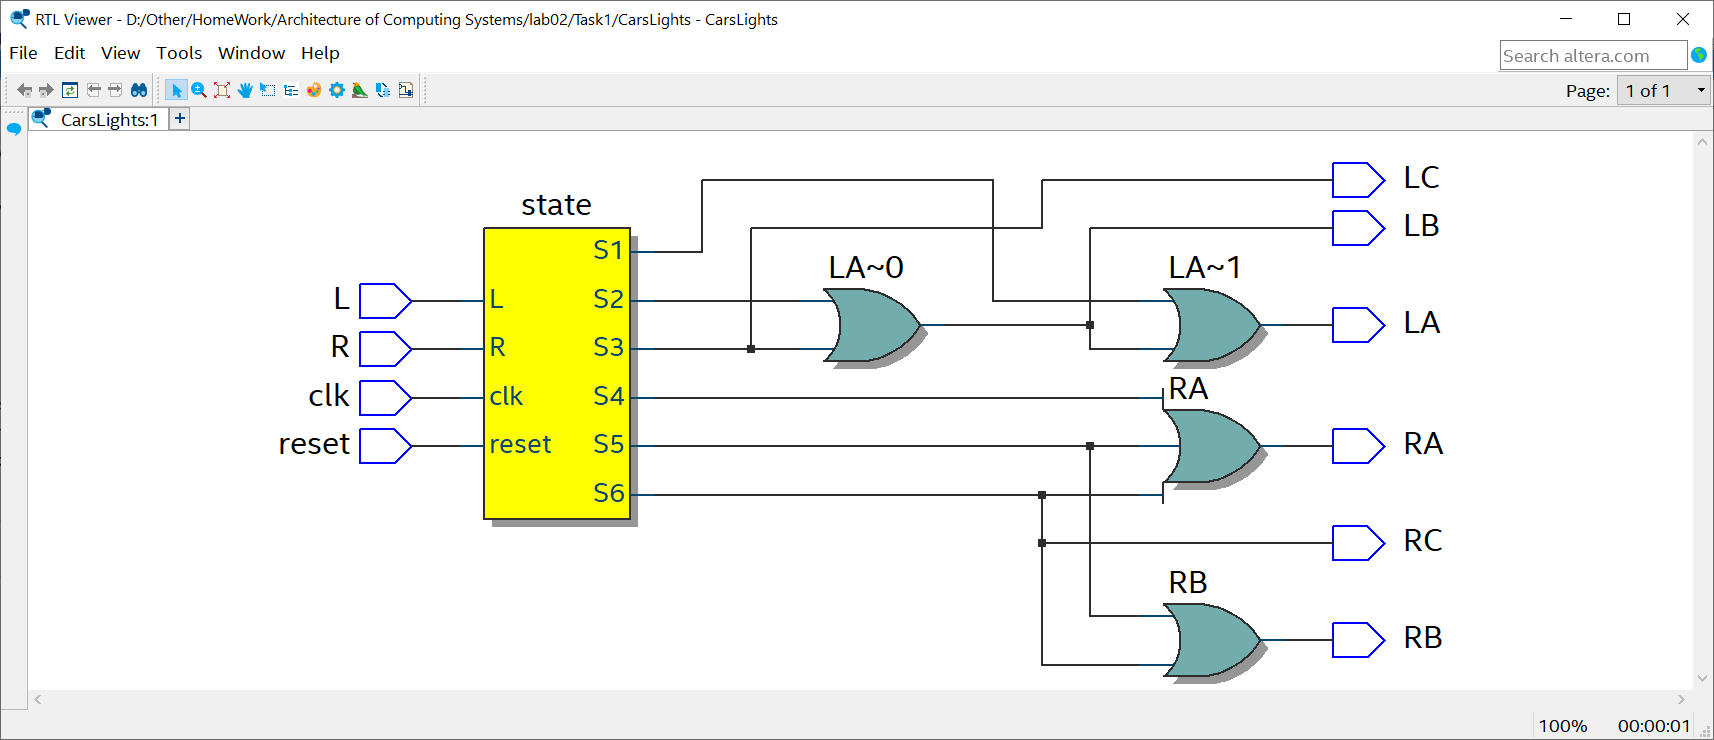 RTL Viewer - D:/Other/HomeWork/Architecture of Computing Systems/lab02/Task1/CarsLights - CarsLights
File Edit View Tools Window Help
Search altera.com
Page: 1 of 1
CarsLights:1 +
LC
state
LB
S1
LA~0
LA~1
L
L
S2
LA
R
R
S3
RA
clk
clk
S4
reset
reset
S5
RA
S6
RC
RB
RB
100% 00:00:01